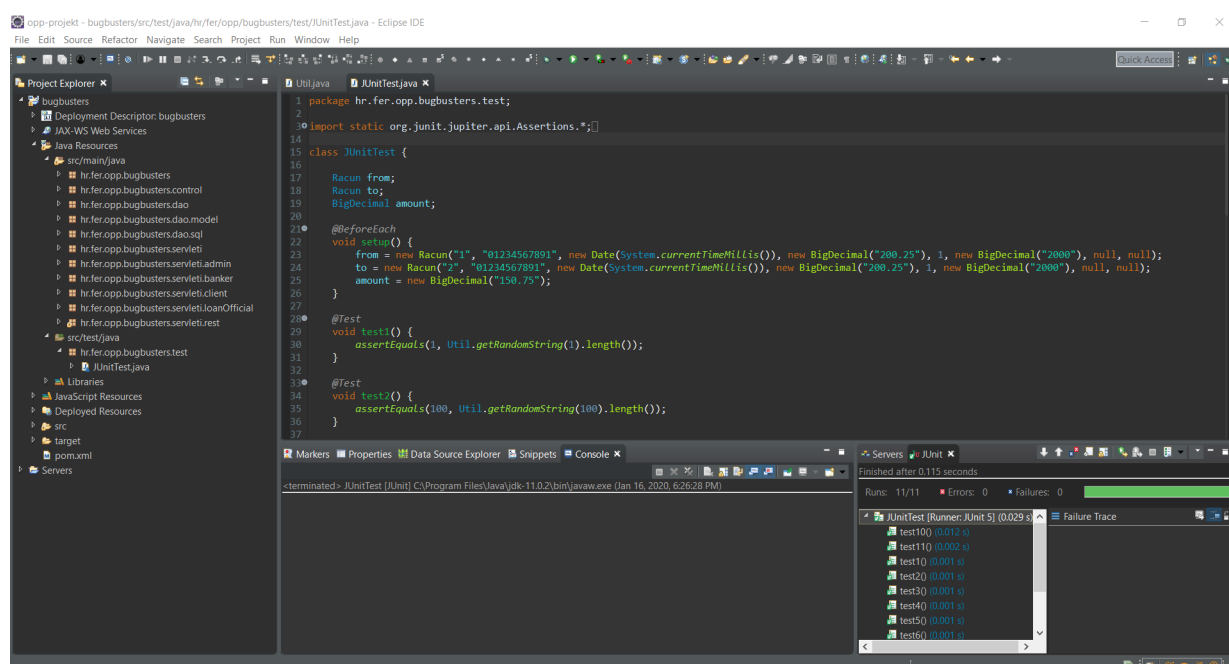 opp-projekt - bugbusters/src/test/java/hr/fer/opp/bugbusters/test/JUnitTest.java - Eclipse IDE
File Edit Source Refactor Navigate Search Project Run Window Help
Quick Access
Project Explorer
bugbusters
Deployment Descriptor: bugbusters
JAX-WS Web Services
Java Resources
src/main/java
hr.fer.opp.bugbusters
hr.fer.opp.bugbusters.control
hr.fer.opp.bugbusters.dao
hr.fer.opp.bugbusters.dao.model
hr.fer.opp.bugbusters.dao.sql
hr.fer.opp.bugbusters.servleti
hr.fer.opp.bugbusters.servleti.admin
hr.fer.opp.bugbusters.servleti.banker
hr.fer.opp.bugbusters.servleti.client
hr.fer.opp.bugbusters.servleti.loanOfficial
hr.fer.opp.bugbusters.servleti.rest
src/test/java
hr.fer.opp.bugbusters.test
JUnitTest.java
Libraries
JavaScript Resources
Deployed Resources
src
target
pom.xml
Servers
Util.java JUnitTest.java
1 package hr.fer.opp.bugbusters.test;
2
3 import static org.junit.jupiter.api.Assertions.*;
14
15 class JUnitTest {
16
17 Racun from;
18 Racun to;
19 BigDecimal amount;
20
21 @BeforeEach
22 void setup() {
23 from = new Racun("1", "01234567891", new Date(System.currentTimeMillis()), new BigDecimal("200.25"), 1, new BigDecimal("2000"), null, null);
24 to = new Racun("2", "01234567891", new Date(System.currentTimeMillis()), new BigDecimal("200.25"), 1, new BigDecimal("2000"), null, null);
25 amount = new BigDecimal("150.75");
26 }
27
28 @Test
29 void test1() {
30 assertEquals(1, Util.getRandomString(1).length());
31 }
32
33 @Test
34 void test2() {
35 assertEquals(100, Util.getRandomString(100).length());
36 }
37
Markers Properties Data Source Explorer Snippets Console
<terminated> JUnitTest [JUnit] C:\Program Files\Java\jdk-11.0.2\bin\javaw.exe (Jan 16, 2020, 6:26:28 PM)
Servers JUnit
Finished after 0.115 seconds
Runs: 11/11 Errors: 0 Failures: 0
JUnitTest [Runner: JUnit 5] (0.029 s)
Failure Trace
test10() (0.012 s)
test11() (0.002 s)
test1() (0.001 s)
test2() (0.001 s)
test3() (0.001 s)
test4() (0.001 s)
test5() (0.001 s)
test6() (0.001 s)